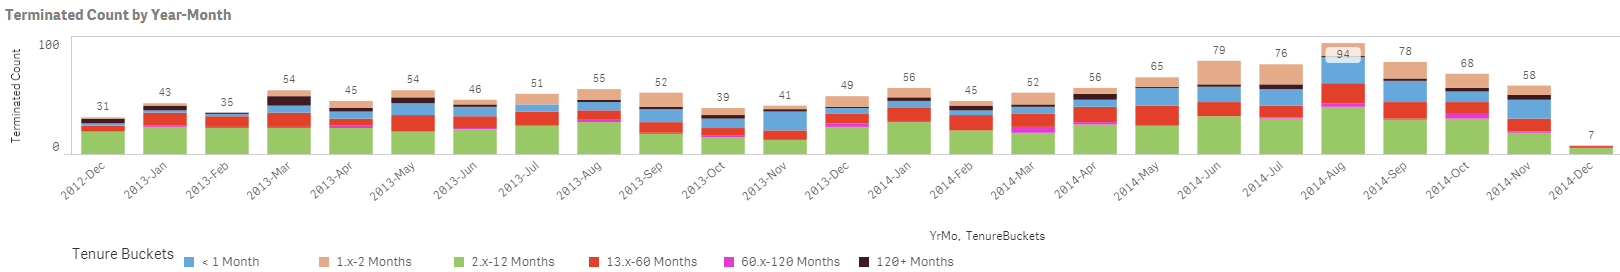 Terminated Count by Year-Month
Terminated Count
100
0
31 43 35 54 45 54 46 51 55 52 39 41 49 56 45 52 56 65 79 76 94 78 68 58 7
2012-Dec 2013-Jan 2013-Feb 2013-Mar 2013-Apr 2013-May 2013-Jun 2013-Jul 2013-Aug 2013-Sep 2013-Oct 2013-Nov 2013-Dec 2014-Jan 2014-Feb 2014-Mar 2014-Apr 2014-May 2014-Jun 2014-Jul 2014-Aug 2014-Sep 2014-Oct 2014-Nov 2014-Dec
YrMo, TenureBuckets
Tenure Buckets < 1 Month 1.x-2 Months 2.x-12 Months 13.x-60 Months 60.x-120 Months 120+ Months